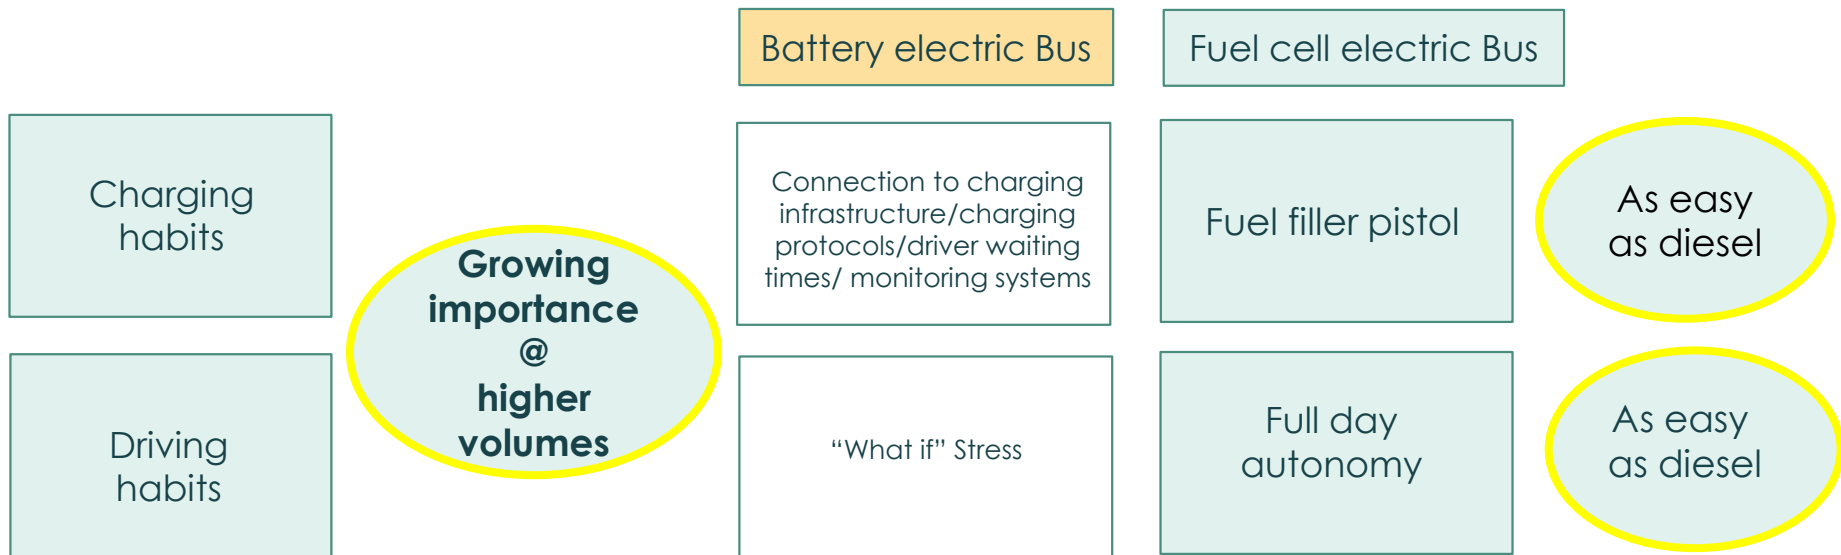 Battery electric Bus
Fuel cell electric Bus
Charging
habits
Growing
importance
@
higher
volumes
Connection to charging
infrastructure/charging
protocols/driver waiting
times/ monitoring systems
Fuel filler pistol
As easy
as diesel
Driving
habits
“What if” Stress
Full day
autonomy
As easy
as diesel